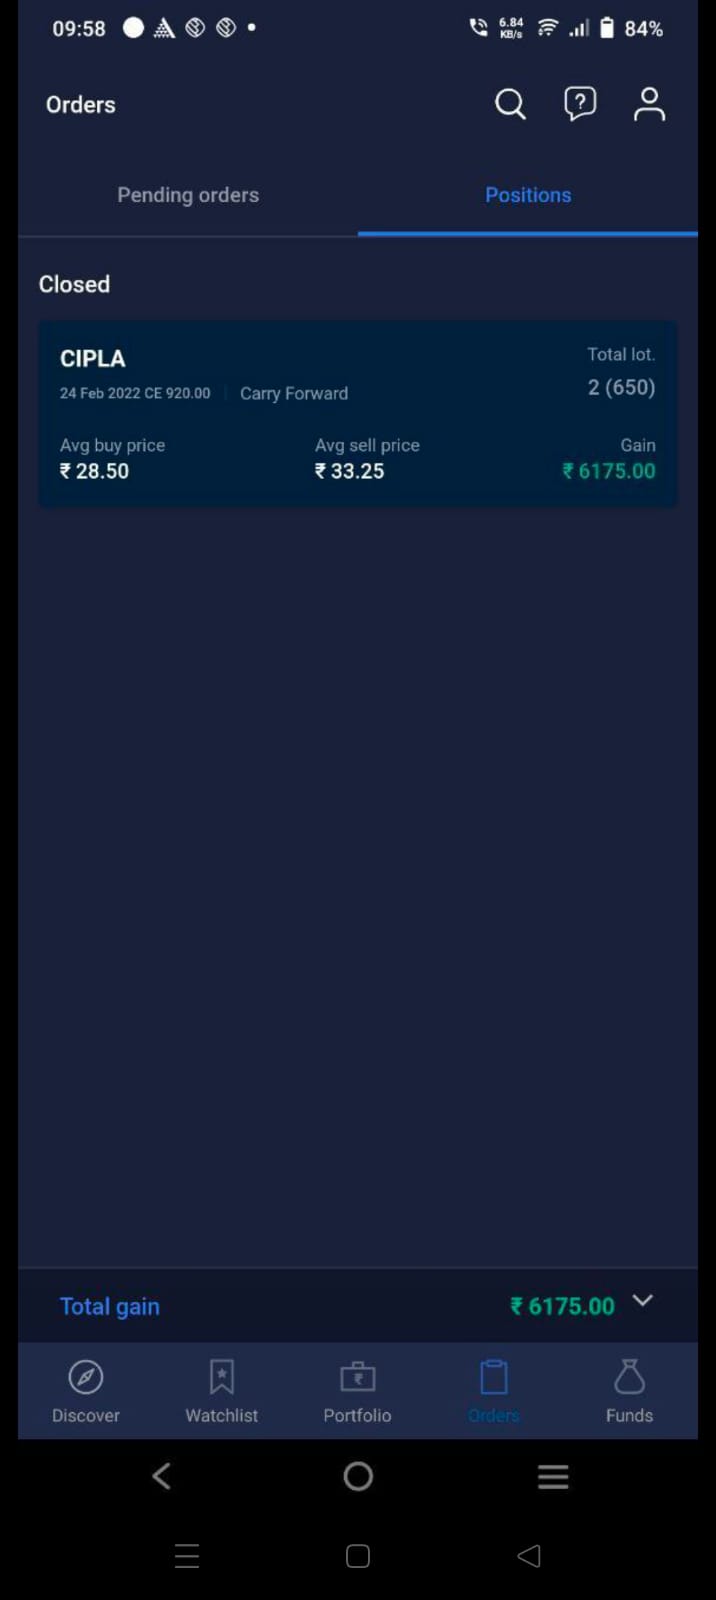 09:58 6.84 KB/s 84%
Orders
Pending orders Positions
Closed
CIPLA Total lot.
24 Feb 2022 CE 920.00 Carry Forward 2 (650)
Avg buy price Avg sell price Gain
₹ 28.50 ₹ 33.25 ₹ 6175.00
Total gain ₹ 6175.00
Discover Watchlist Portfolio Orders Funds